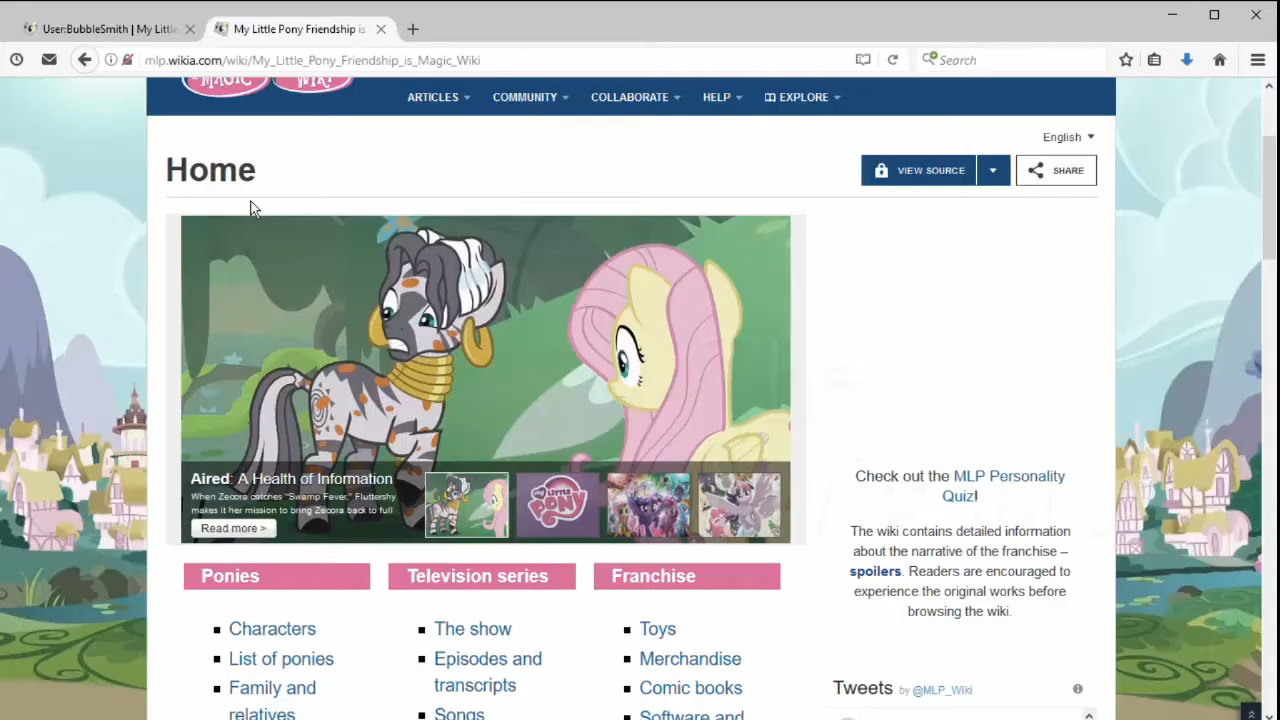 User:BubbleSmith | My Little
My Little Pony Friendship is
mlp.wikia.com/wiki/My_Little_Pony_Friendship_is_Magic_Wiki
Search
MAGIC WIKI
ARTICLES COMMUNITY COLLABORATE HELP EXPLORE
English
Home
VIEW SOURCE
SHARE
Aired: A Health of Information
When Zecora catches "Swamp Fever," Fluttershy
makes it her mission to bring Zecora back to full
Read more >
MY LITTLE PONY
Check out the MLP Personality
Quiz!
The wiki contains detailed information
about the narrative of the franchise –
spoilers. Readers are encouraged to
experience the original works before
browsing the wiki.
Ponies
Characters
List of ponies
Family and
relatives
Television series
The show
Episodes and
transcripts
Songs
Franchise
Toys
Merchandise
Comic books
Software and
Tweets by @MLP_Wiki